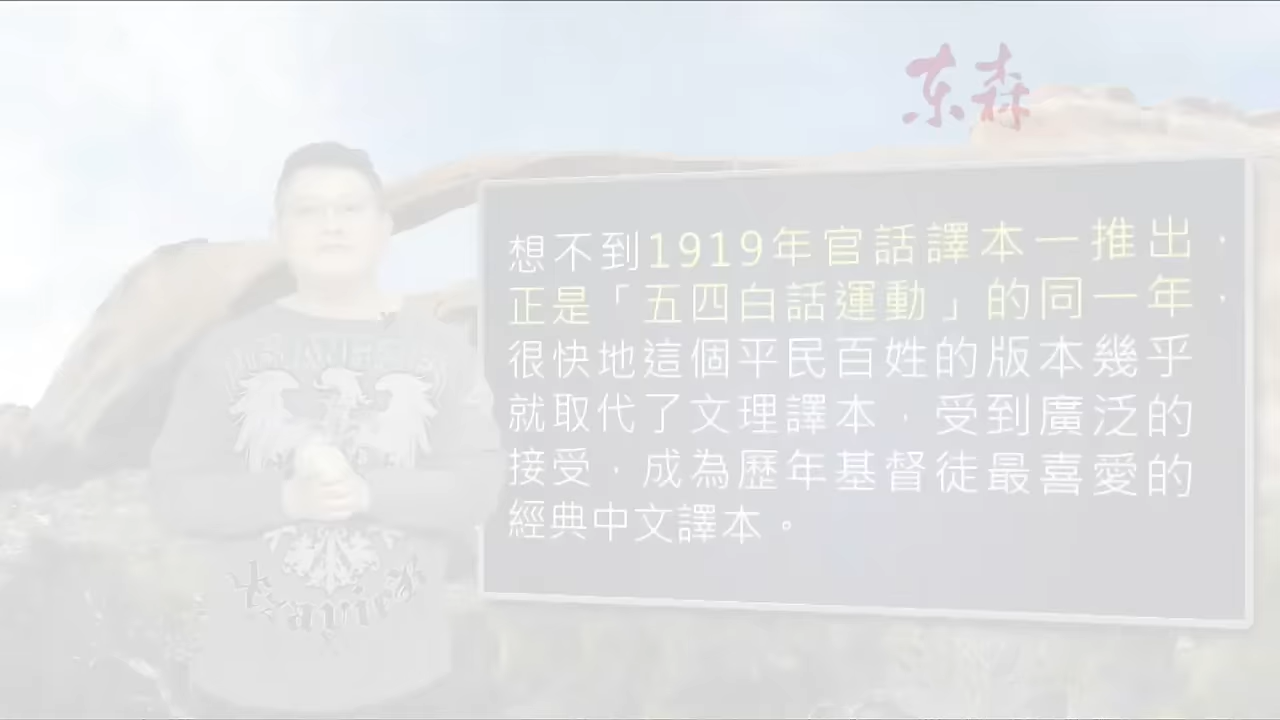 东森
想不到1919年官話譯本一推出，
正是「五四白話運動」的同一年，
很快地這個平民百姓的版本幾乎
就取代了文理譯本，受到廣泛的
接受，成為歷年基督徒最喜愛的
經典中文譯本。